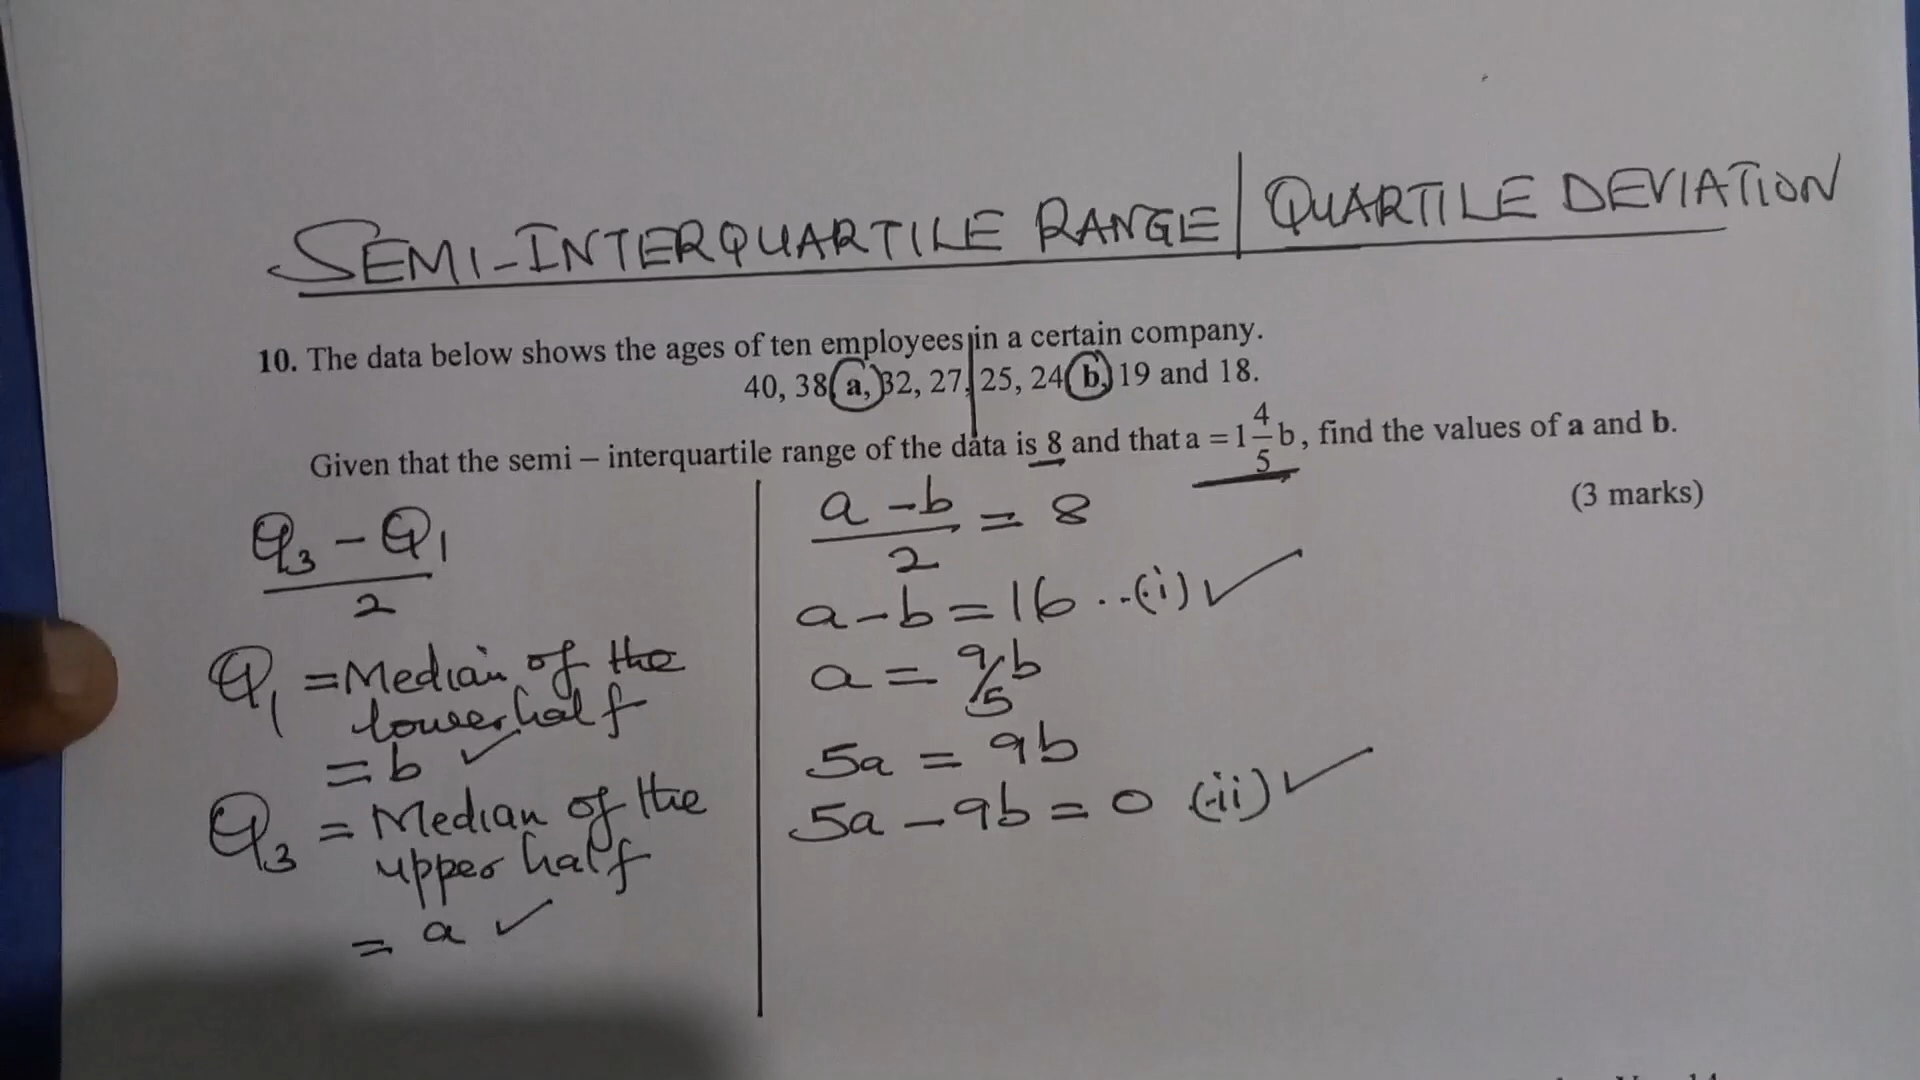 SEMI-INTERQUARTILE RANGE | QUARTILE DEVIATION
10. The data below shows the ages of ten employees in a certain company.
40, 38, a, 32, 27, 25, 24, b, 19 and 18.
Given that the semi – interquartile range of the data is 8 and that a = 1 4/5 b, find the values of a and b.
(3 marks)
Q₃ - Q₁
2
Q₁ = Median of the
lower half
= b ✓
Q₃ = Median of the
upper half
= a ✓
a - b
2
= 8
a - b = 16 ...(i) ✓
a = 9/5 b
5a = 9b
5a - 9b = 0 (ii) ✓